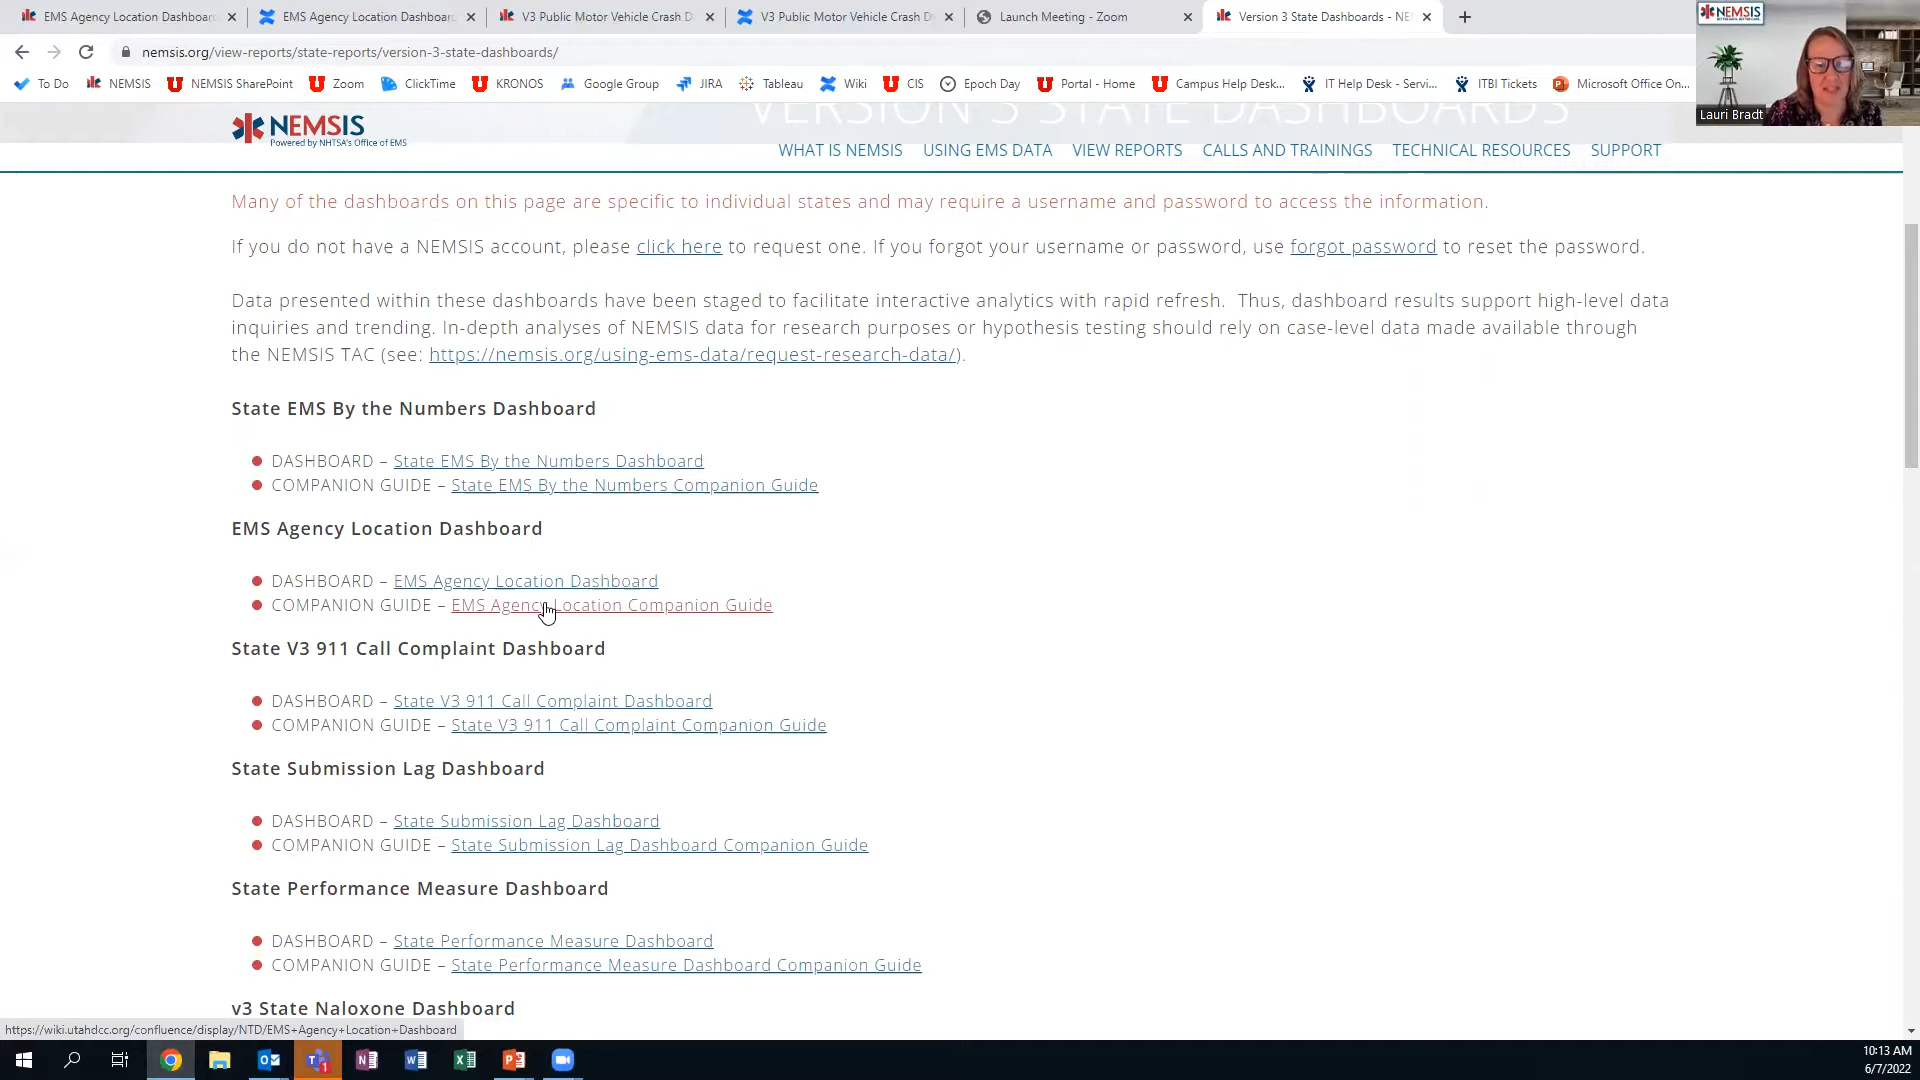 EMS Agency Location Dashboard
EMS Agency Location Dashboard
V3 Public Motor Vehicle Crash D
V3 Public Motor Vehicle Crash D
Launch Meeting - Zoom
Version 3 State Dashboards - NE
nemsis.org/view-reports/state-reports/version-3-state-dashboards/
To Do
NEMSIS
NEMSIS SharePoint
Zoom
ClickTime
KRONOS
Google Group
JIRA
Tableau
Wiki
CIS
Epoch Day
Portal - Home
Campus Help Desk...
IT Help Desk - Servi...
ITBI Tickets
Microsoft Office On...
NEMSIS
Lauri Bradt
VERSION 3 STATE DASHBOARDS
NEMSIS
Powered by NHTSA's Office of EMS
WHAT IS NEMSIS USING EMS DATA VIEW REPORTS CALLS AND TRAININGS TECHNICAL RESOURCES SUPPORT
Many of the dashboards on this page are specific to individual states and may require a username and password to access the information.
If you do not have a NEMSIS account, please click here to request one. If you forgot your username or password, use forgot password to reset the password.
Data presented within these dashboards have been staged to facilitate interactive analytics with rapid refresh. Thus, dashboard results support high-level data
inquiries and trending. In-depth analyses of NEMSIS data for research purposes or hypothesis testing should rely on case-level data made available through
the NEMSIS TAC (see: https://nemsis.org/using-ems-data/request-research-data/).
State EMS By the Numbers Dashboard
DASHBOARD – State EMS By the Numbers Dashboard
COMPANION GUIDE – State EMS By the Numbers Companion Guide
EMS Agency Location Dashboard
DASHBOARD – EMS Agency Location Dashboard
COMPANION GUIDE – EMS Agency Location Companion Guide
State V3 911 Call Complaint Dashboard
DASHBOARD – State V3 911 Call Complaint Dashboard
COMPANION GUIDE – State V3 911 Call Complaint Companion Guide
State Submission Lag Dashboard
DASHBOARD – State Submission Lag Dashboard
COMPANION GUIDE – State Submission Lag Dashboard Companion Guide
State Performance Measure Dashboard
DASHBOARD – State Performance Measure Dashboard
COMPANION GUIDE – State Performance Measure Dashboard Companion Guide
v3 State Naloxone Dashboard
https://wiki.utahdcc.org/confluence/display/NTD/EMS+Agency+Location+Dashboard
10:13 AM
6/7/2022